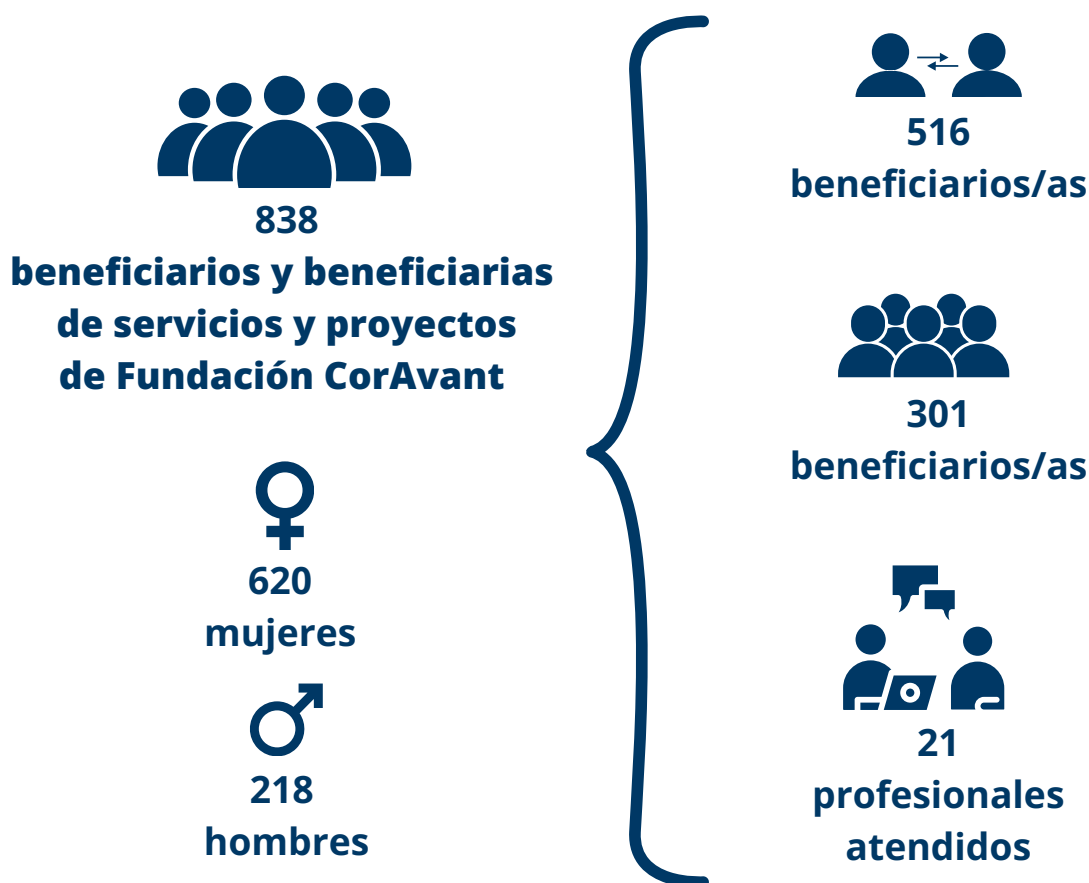 838
beneficiarios y beneficiarias
de servicios y proyectos
de Fundación CorAvant
620
mujeres
218
hombres
516
beneficiarios/as
301
beneficiarios/as
21
profesionales
atendidos